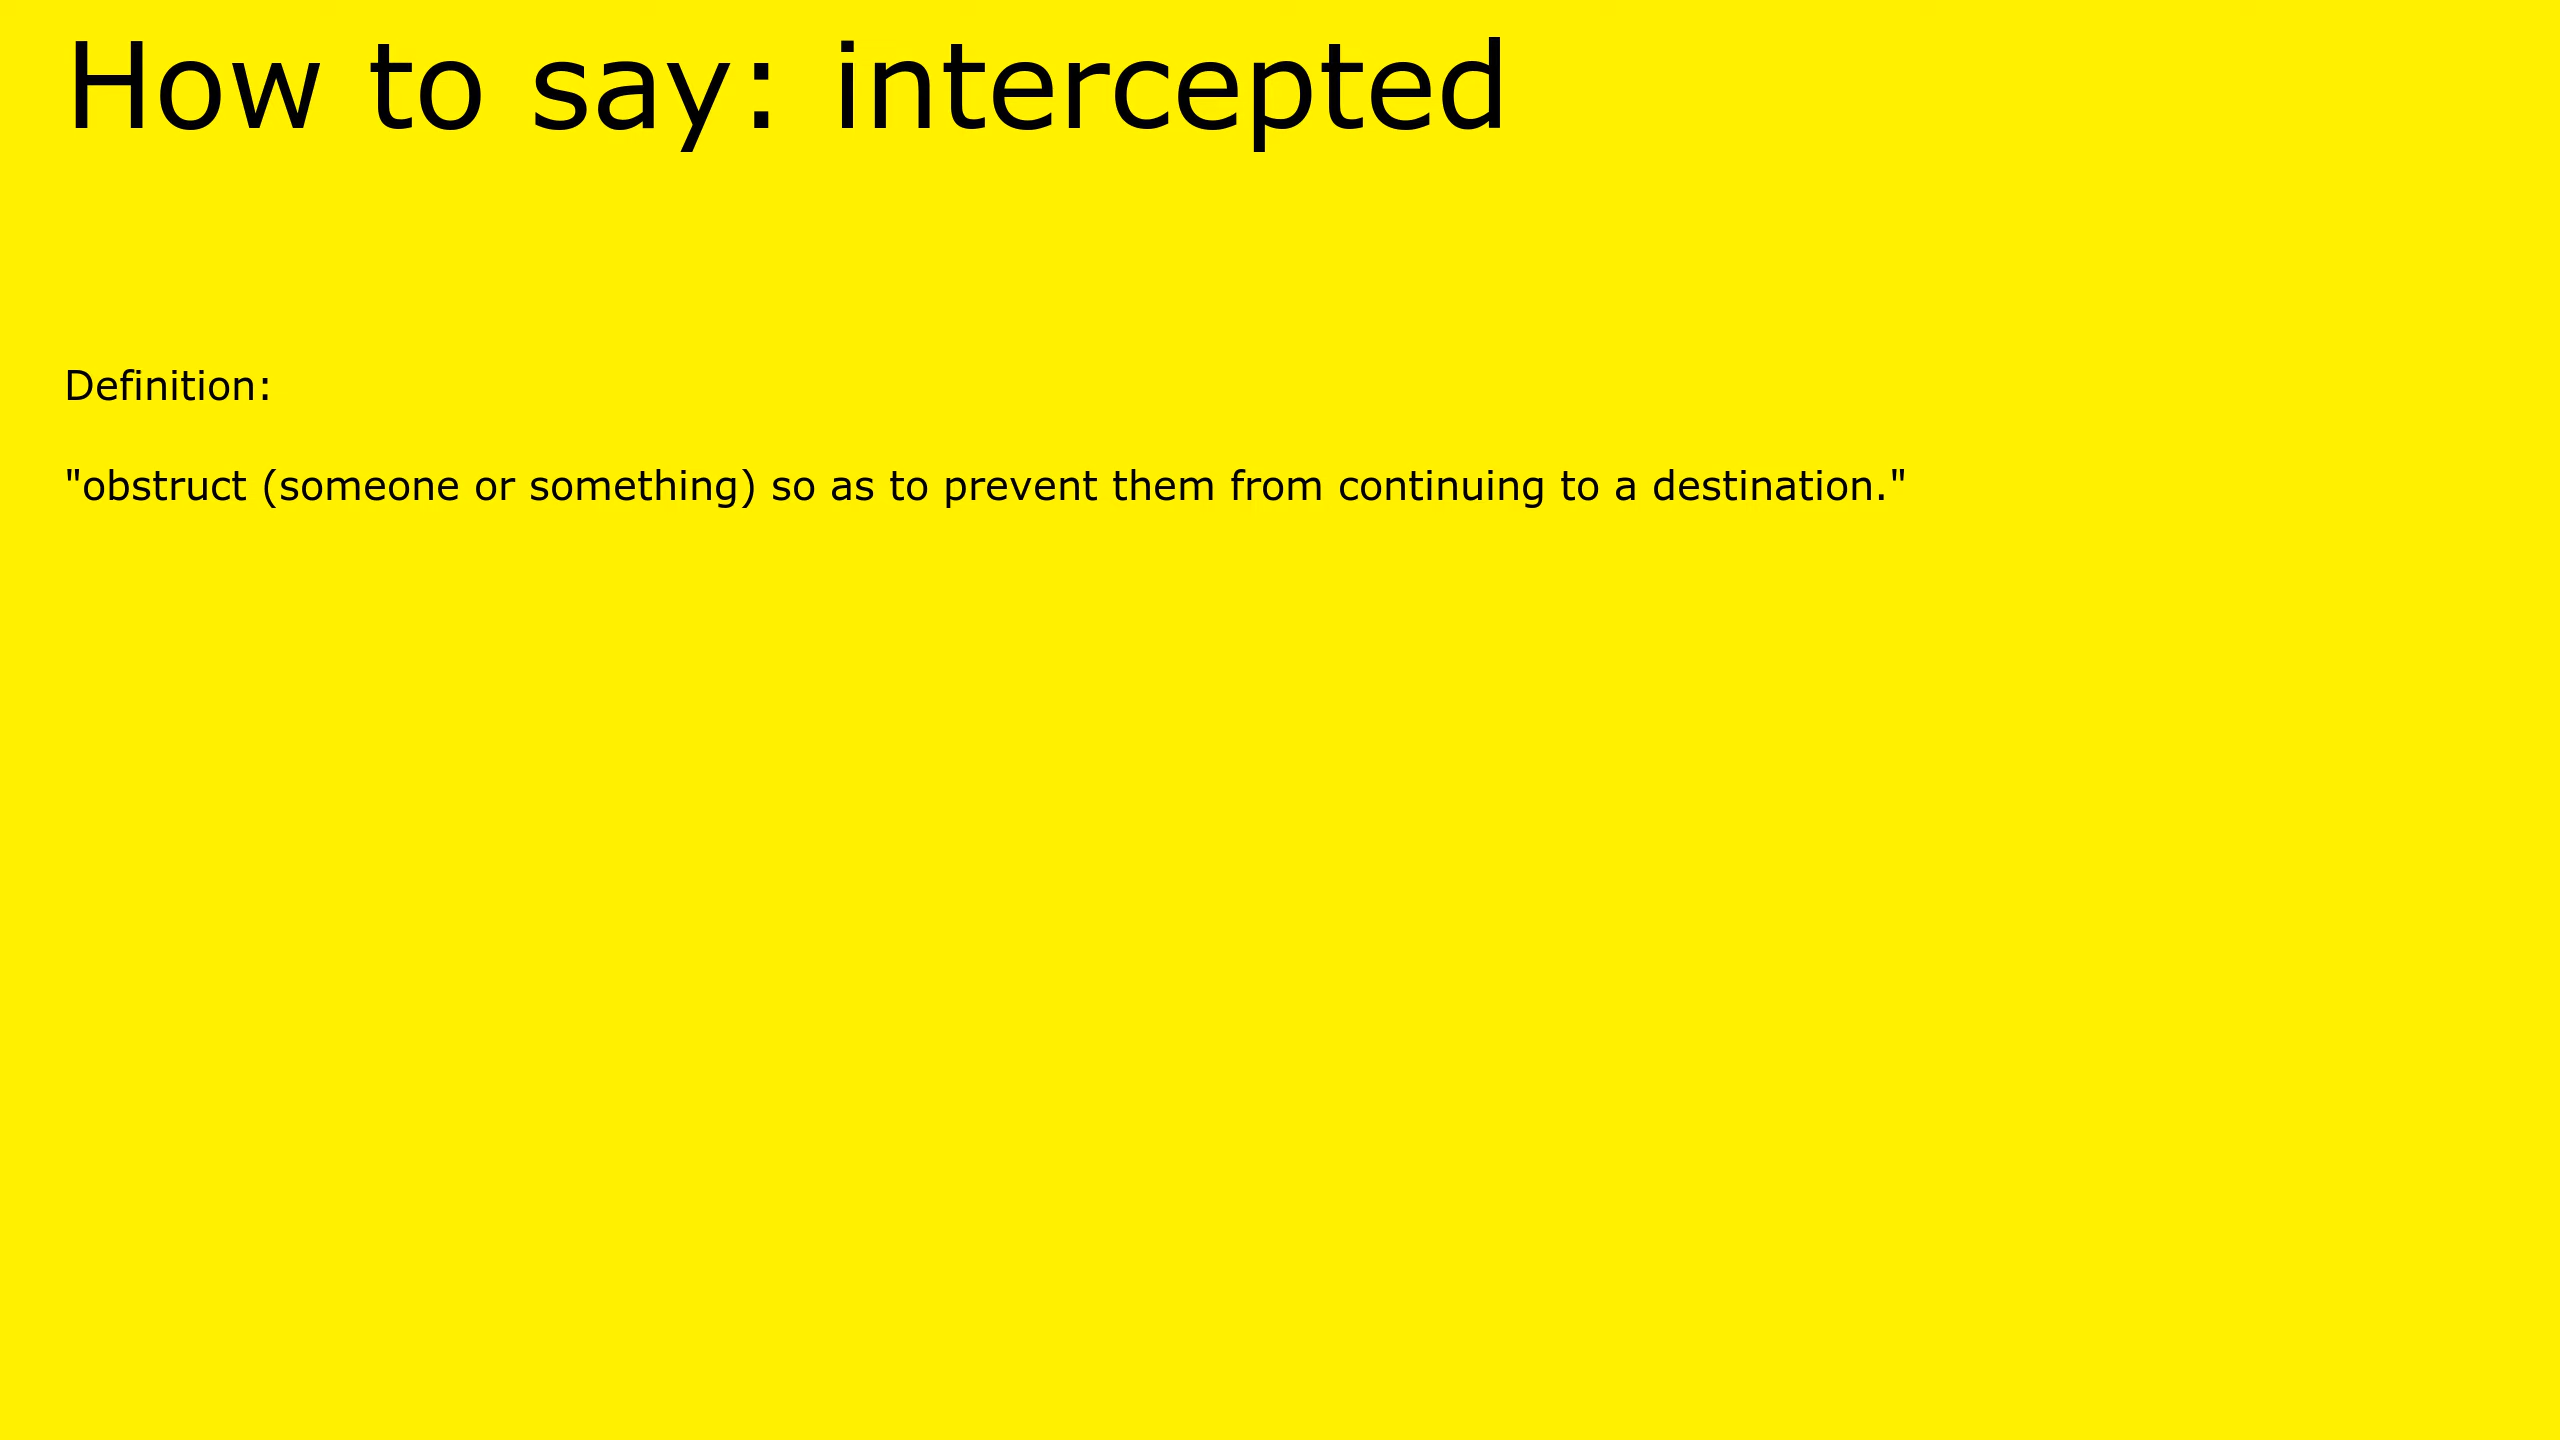 How to say: intercepted
Definition:
"obstruct (someone or something) so as to prevent them from continuing to a destination."